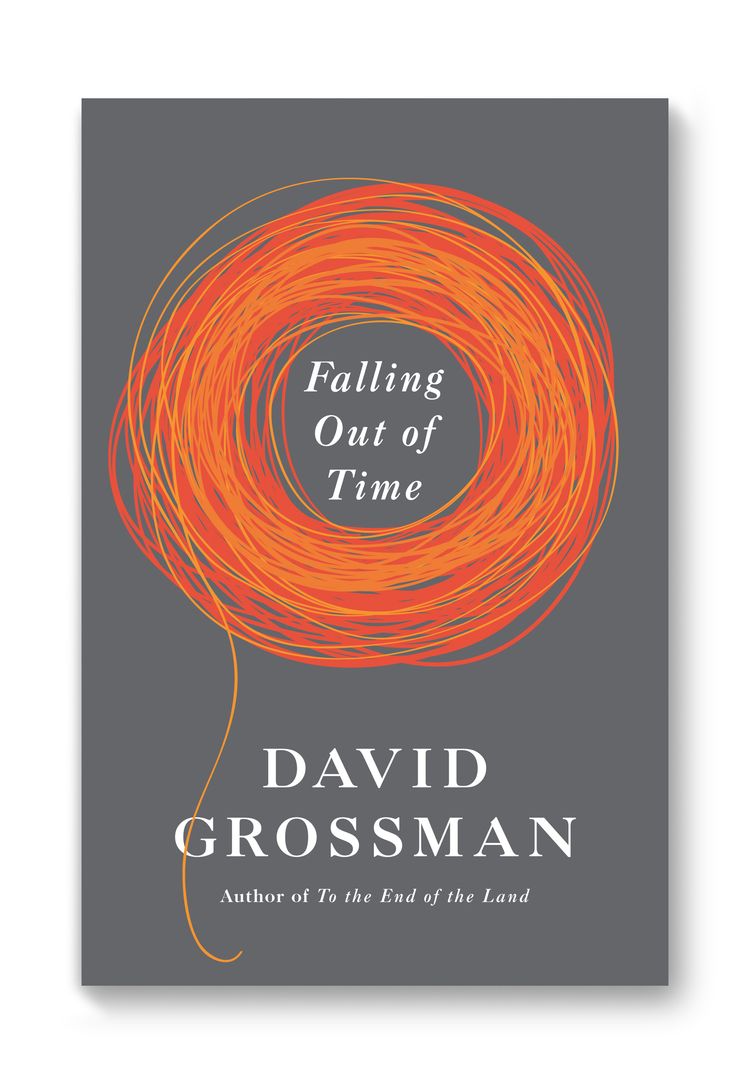 Falling
Out of
Time
DAVID
GROSSMAN
Author of To the End of the Land